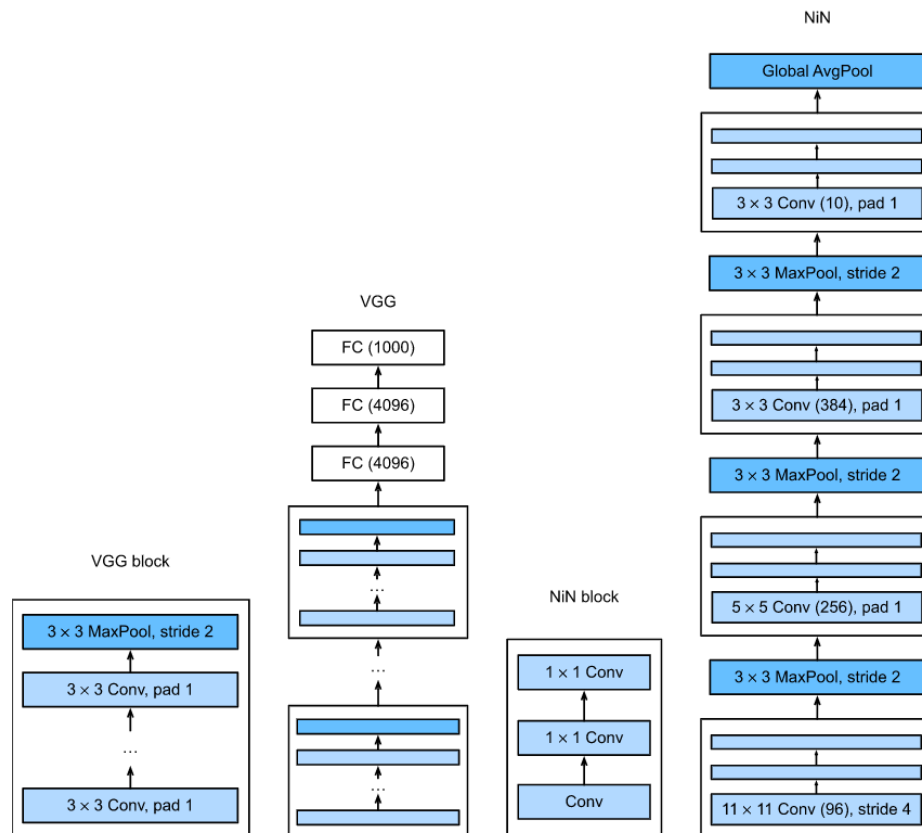 VGG block
3 × 3 MaxPool, stride 2
3 × 3 Conv, pad 1
...
3 × 3 Conv, pad 1
VGG
FC (1000)
FC (4096)
FC (4096)
...
...
...
NiN block
1 × 1 Conv
1 × 1 Conv
Conv
NiN
Global AvgPool
3 × 3 Conv (10), pad 1
3 × 3 MaxPool, stride 2
3 × 3 Conv (384), pad 1
3 × 3 MaxPool, stride 2
5 × 5 Conv (256), pad 1
3 × 3 MaxPool, stride 2
11 × 11 Conv (96), stride 4